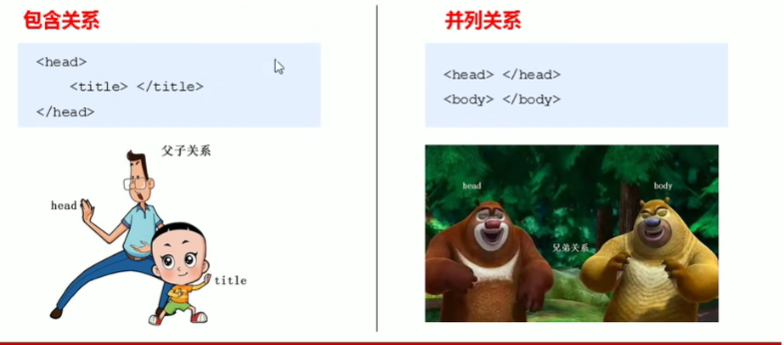 包含关系
<head>
<title> </title>
</head>
父子关系
head
title
并列关系
<head> </head>
<body> </body>
head
body
兄弟关系